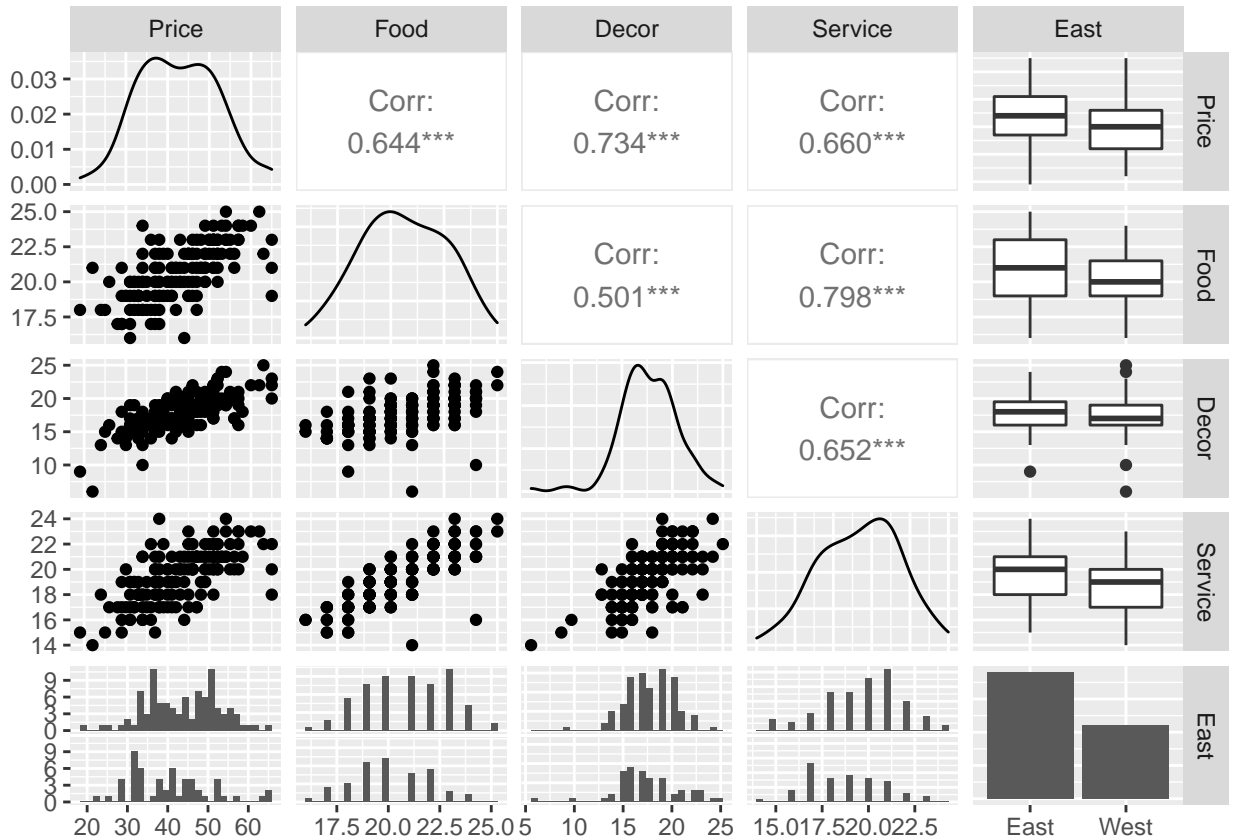 Price Food Decor Service East
0.03
0.02
0.01
0.00
Corr:
0.644***
Corr:
0.734***
Corr:
0.660***
Price
25.0
22.5
20.0
17.5
Corr:
0.501***
Corr:
0.798***
Food
25
20
15
10
Corr:
0.652***
Decor
24
22
20
18
16
14
Service
9
6
3
0
9
6
3
0
East
20 30 40 50 60
17.5 20.0 22.5 25.0
5 10 15 20 25
15.0 17.5 20.0 22.5
East West